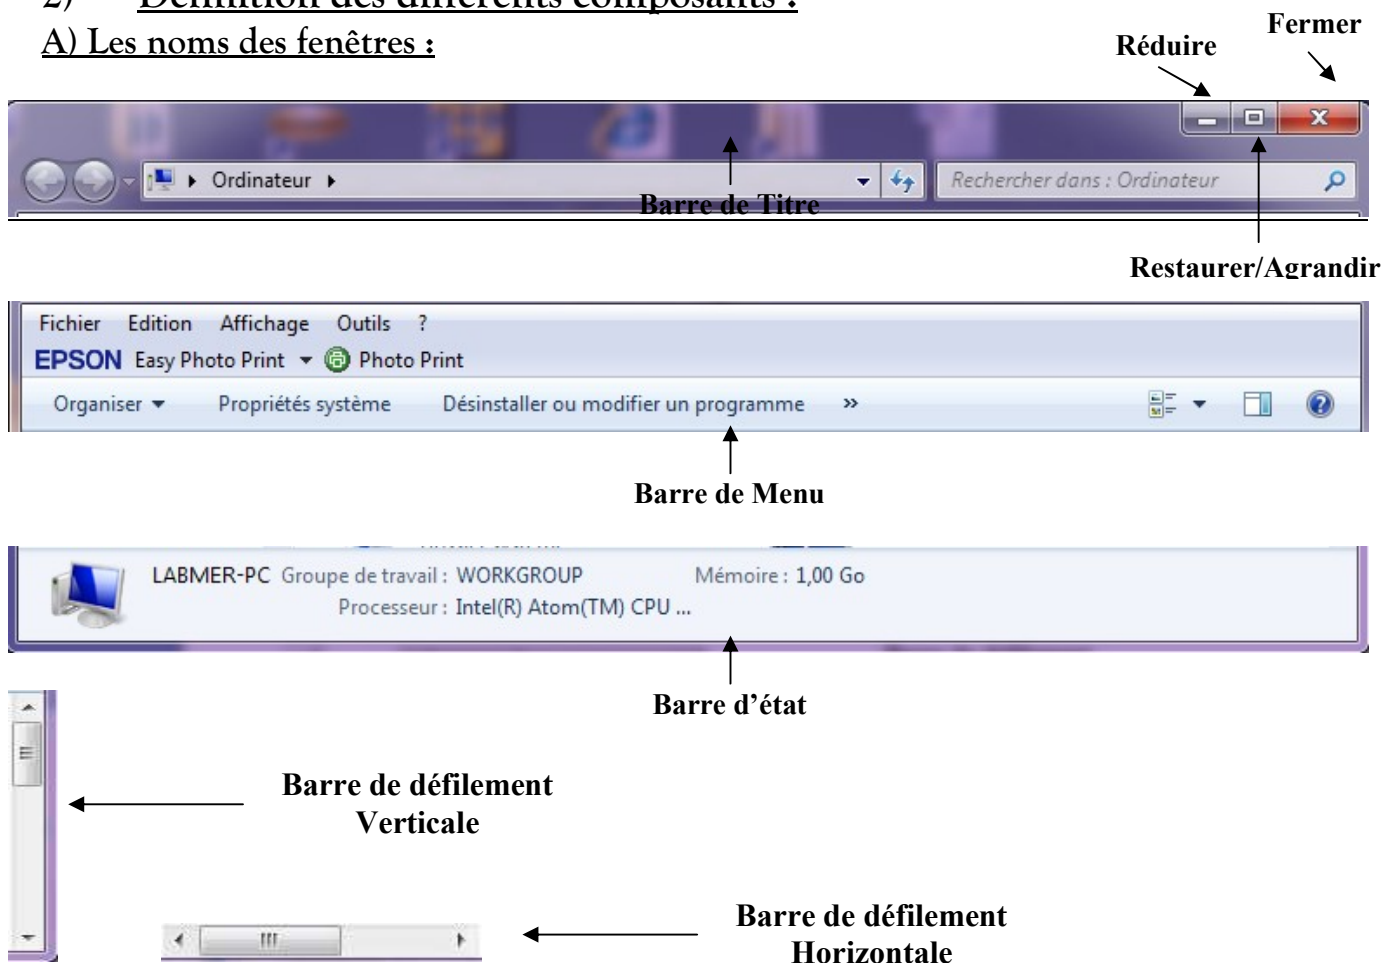 2) Définition des différents composants :
A) Les noms des fenêtres :
Fermer
Réduire
Ordinateur
Rechercher dans : Ordinateur
Barre de Titre
Restaurer/Agrandir
Fichier Edition Affichage Outils ?
EPSON Easy Photo Print Photo Print
Organiser Propriétés système Désinstaller ou modifier un programme »
Barre de Menu
LABMER-PC Groupe de travail : WORKGROUP Mémoire : 1,00 Go
Processeur : Intel(R) Atom(TM) CPU ...
Barre d’état
Barre de défilement
Verticale
Barre de défilement
Horizontale